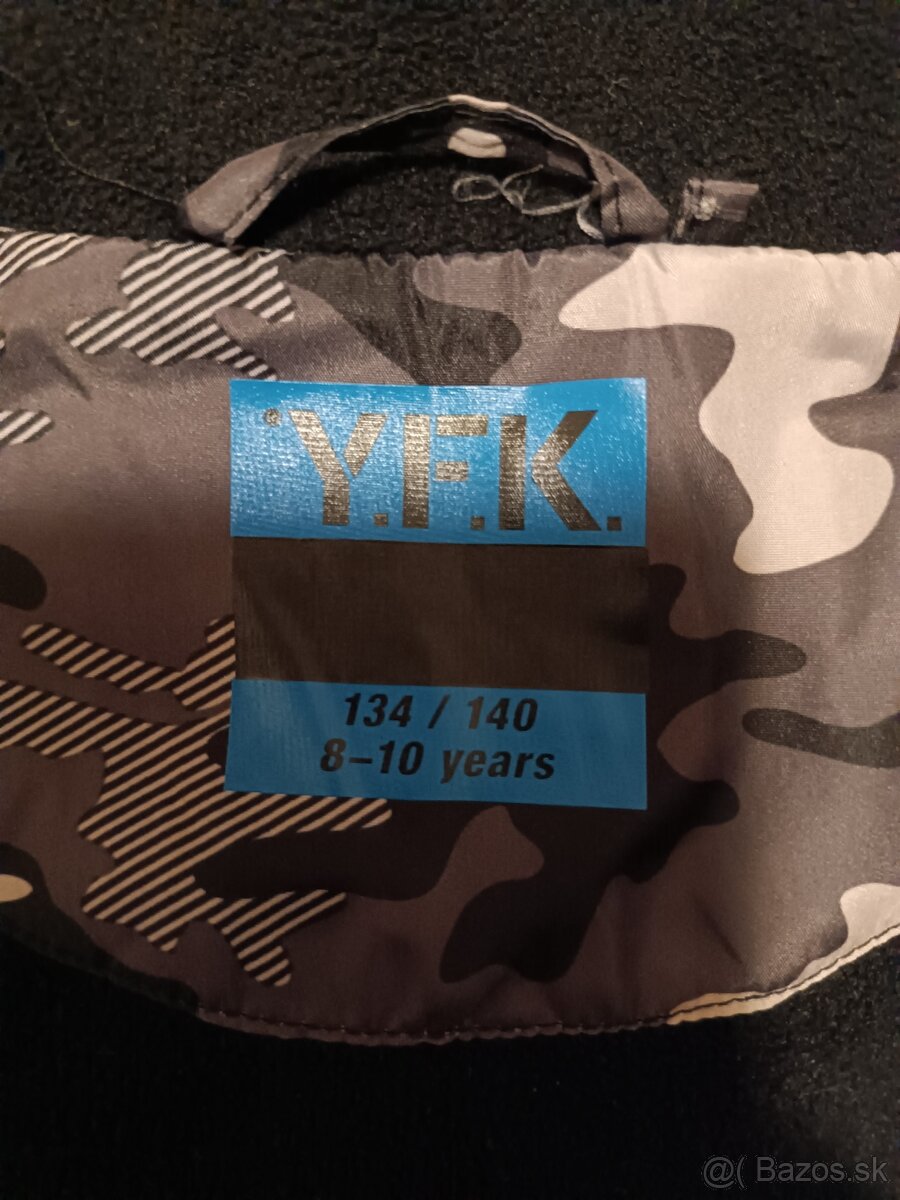 ®Y.F.K.
134 / 140
8–10 years
@( Bazos.sk